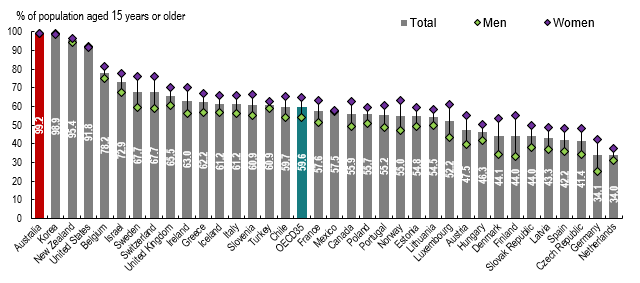 % of population aged 15 years or older
Total
Men
Women
100
90
80
70
60
50
40
30
20
10
0
99.2
98.9
95.4
91.8
78.2
72.9
67.7
67.7
65.5
63.0
62.2
61.2
61.2
60.9
60.9
59.7
59.6
57.6
57.5
55.9
55.7
55.2
55.0
54.8
54.5
52.2
47.5
46.3
44.1
44.0
44.0
43.3
42.2
41.4
34.1
34.0
Australia
Korea
New Zealand
United States
Belgium
Israel
Sweden
Switzerland
United Kingdom
Ireland
Greece
Iceland
Italy
Slovenia
Turkey
Chile
OECD35
France
Mexico
Canada
Poland
Portugal
Norway
Estonia
Lithuania
Luxembourg
Austria
Hungary
Denmark
Finland
Slovak Republic
Latvia
Spain
Czech Republic
Germany
Netherlands